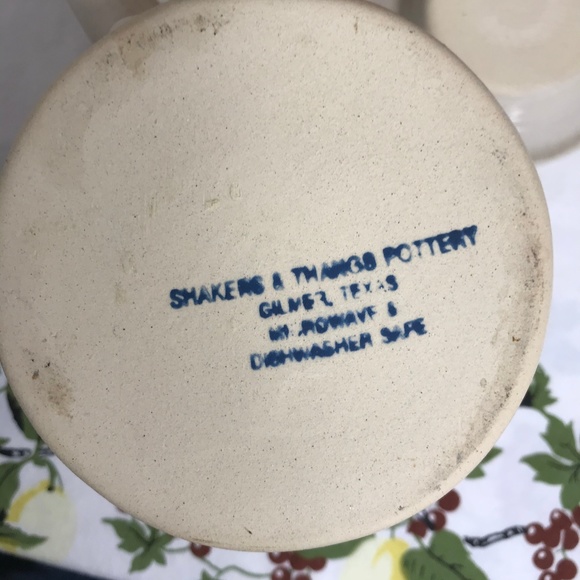 SHAKERS & THANGS POTTERY
GILMER, TEXAS
MICROWAVE &
DISHWASHER SAFE